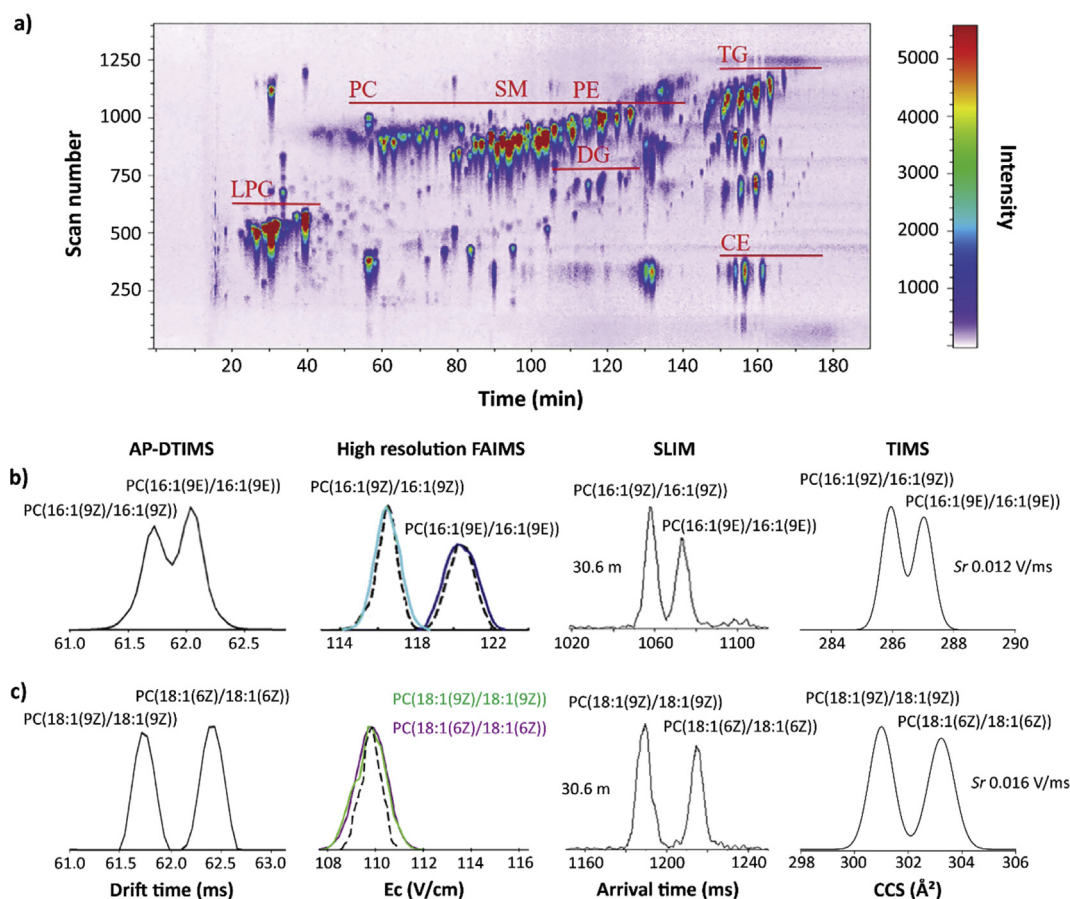 a)
1250
1000
750
500
250
Scan number
LPC
PC
SM
PE
DG
TG
CE
20 40 60 80 100 120 140 160 180
Time (min)
5000
4000
3000
2000
1000
Intensity
AP-DTIMS
High resolution FAIMS
SLIM
TIMS
b)
PC(16:1(9E)/16:1(9E))
PC(16:1(9Z)/16:1(9Z))
61.0 61.5 62.0 62.5
PC(16:1(9Z)/16:1(9Z))
PC(16:1(9E)/16:1(9E))
114 118 122
PC(16:1(9Z)/16:1(9Z))
PC(16:1(9E)/16:1(9E))
30.6 m
1020 1060 1100
PC(16:1(9Z)/16:1(9Z))
PC(16:1(9E)/16:1(9E))
Sr 0.012 V/ms
284 286 288 290
c)
PC(18:1(6Z)/18:1(6Z))
PC(18:1(9Z)/18:1(9Z))
61.0 61.5 62.0 62.5 63.0
Drift time (ms)
PC(18:1(9Z)/18:1(9Z))
PC(18:1(6Z)/18:1(6Z))
108 110 112 114 116
Ec (V/cm)
PC(18:1(9Z)/18:1(9Z))
PC(18:1(6Z)/18:1(6Z))
30.6 m
1160 1200 1240
Arrival time (ms)
PC(18:1(9Z)/18:1(9Z))
PC(18:1(6Z)/18:1(6Z))
Sr 0.016 V/ms
298 300 302 303 304 306
CCS (Å²)